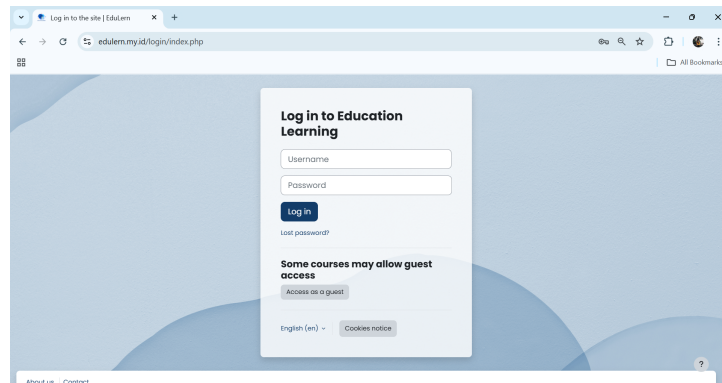 Log in to the site | EduLern
edulern.my.id/login/index.php
All Bookmarks
Log in to Education
Learning
Username
Password
Log in
Lost password?
Some courses may allow guest
access
Access as a guest
English (en)
Cookies notice
?
About us Contact